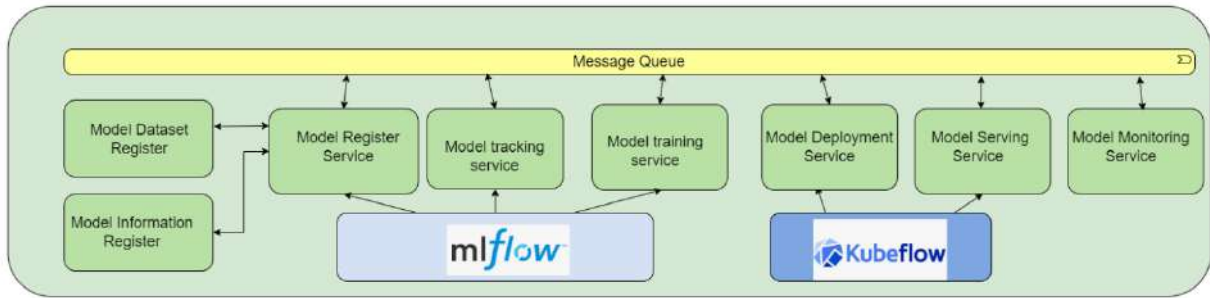 Message Queue
Model Dataset
Register
Model Register
Service
Model tracking
service
Model training
service
Model Deployment
Service
Model Serving
Service
Model Monitoring
Service
Model Information
Register
mlflow™
Kubeflow